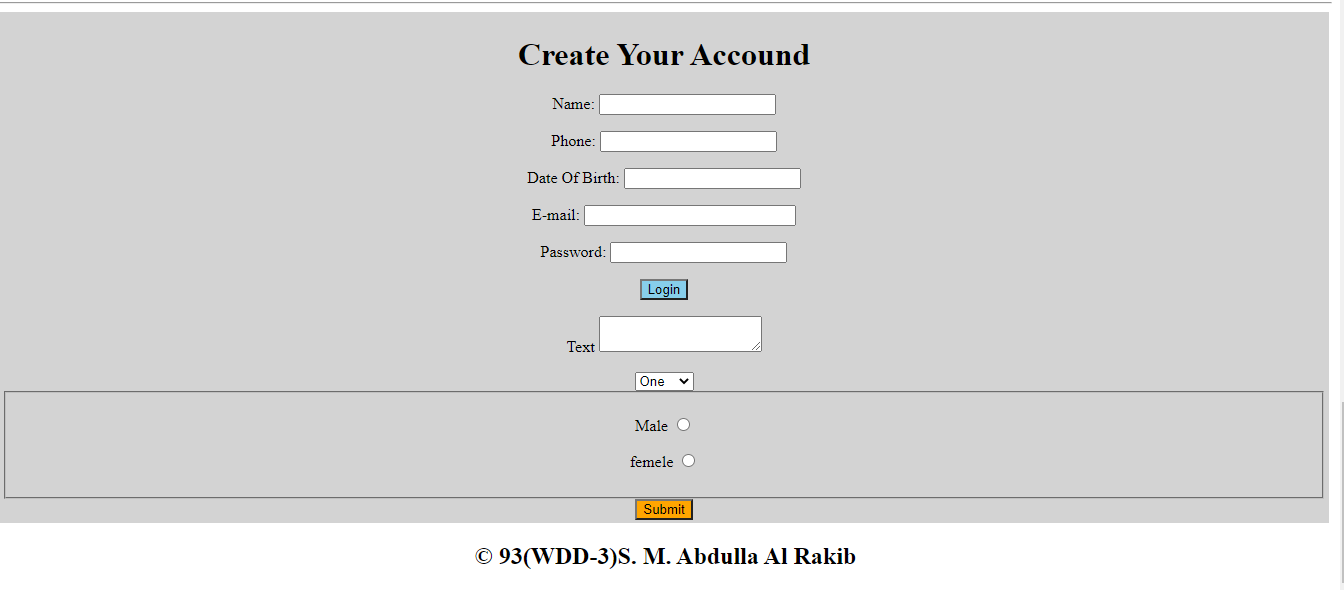 Create Your Accound
Name:
Phone:
Date Of Birth:
E-mail:
Password:
Login
Text
One
Male
femele
Submit
© 93(WDD-3)S. M. Abdulla Al Rakib